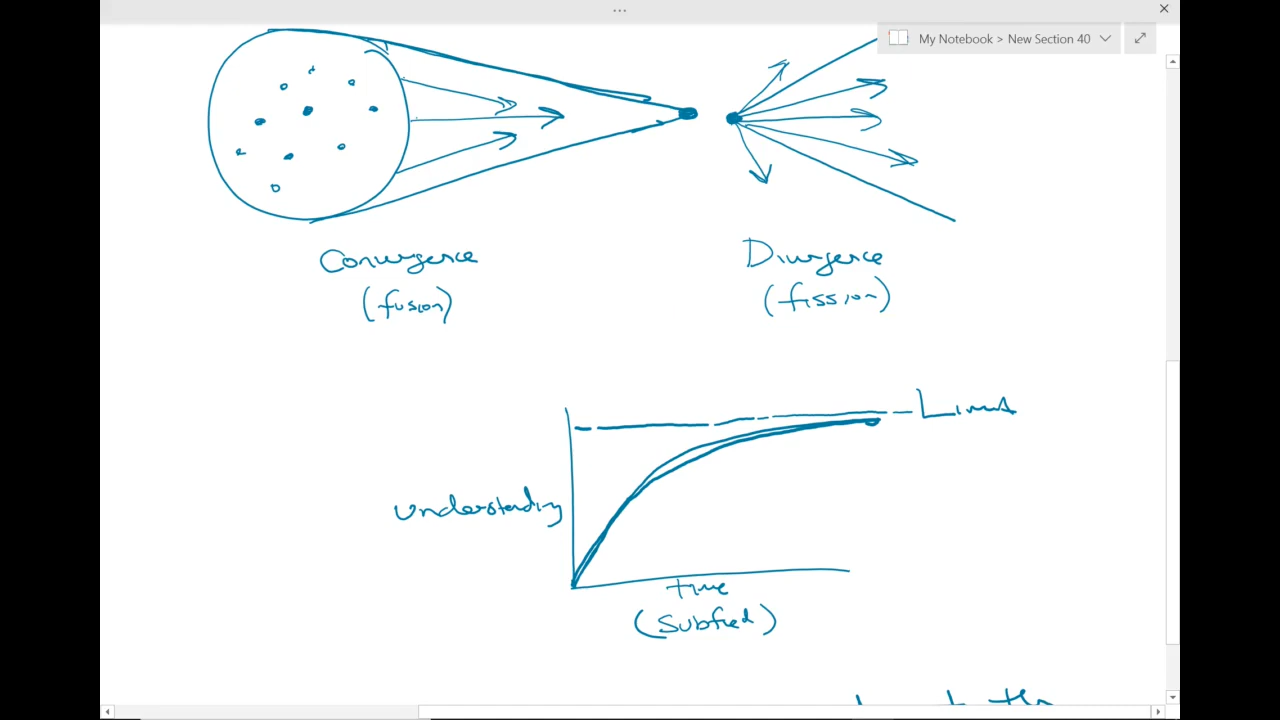 My Notebook > New Section 40
Convergence
(fusion)
Divergence
(fission)
Limit
understanding
time
(Subfield)